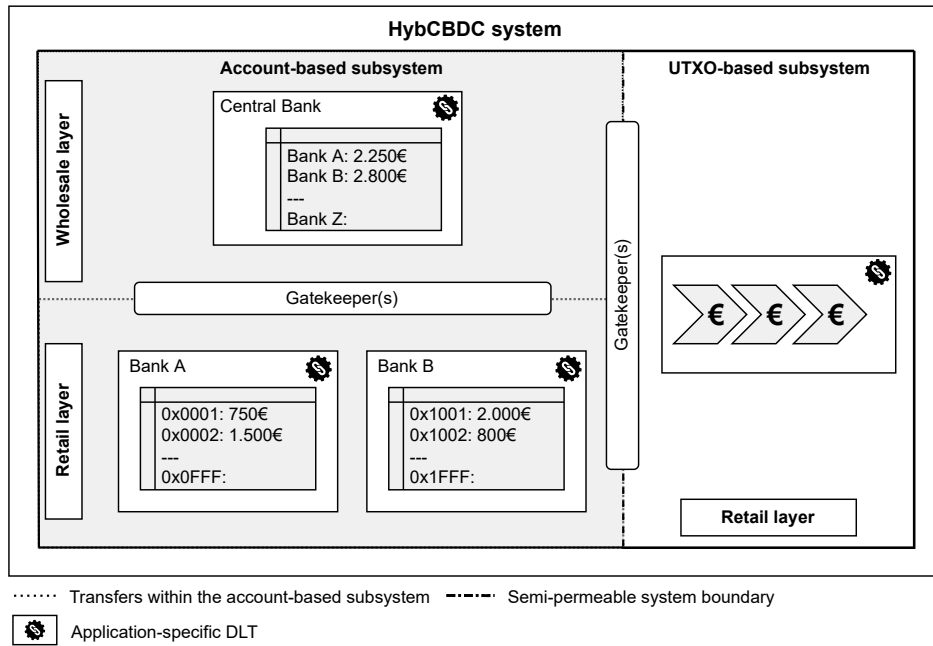 HybCBDC system
Account-based subsystem
UTXO-based subsystem
Wholesale layer
Central Bank
Bank A: 2.250€
Bank B: 2.800€
---
Bank Z:
Gatekeeper(s)
Gatekeeper(s)
€ € €
Retail layer
Bank A
0x0001: 750€
0x0002: 1.500€
---
0x0FFF:
Bank B
0x1001: 2.000€
0x1002: 800€
---
0x1FFF:
Retail layer
Transfers within the account-based subsystem
Semi-permeable system boundary
Application-specific DLT